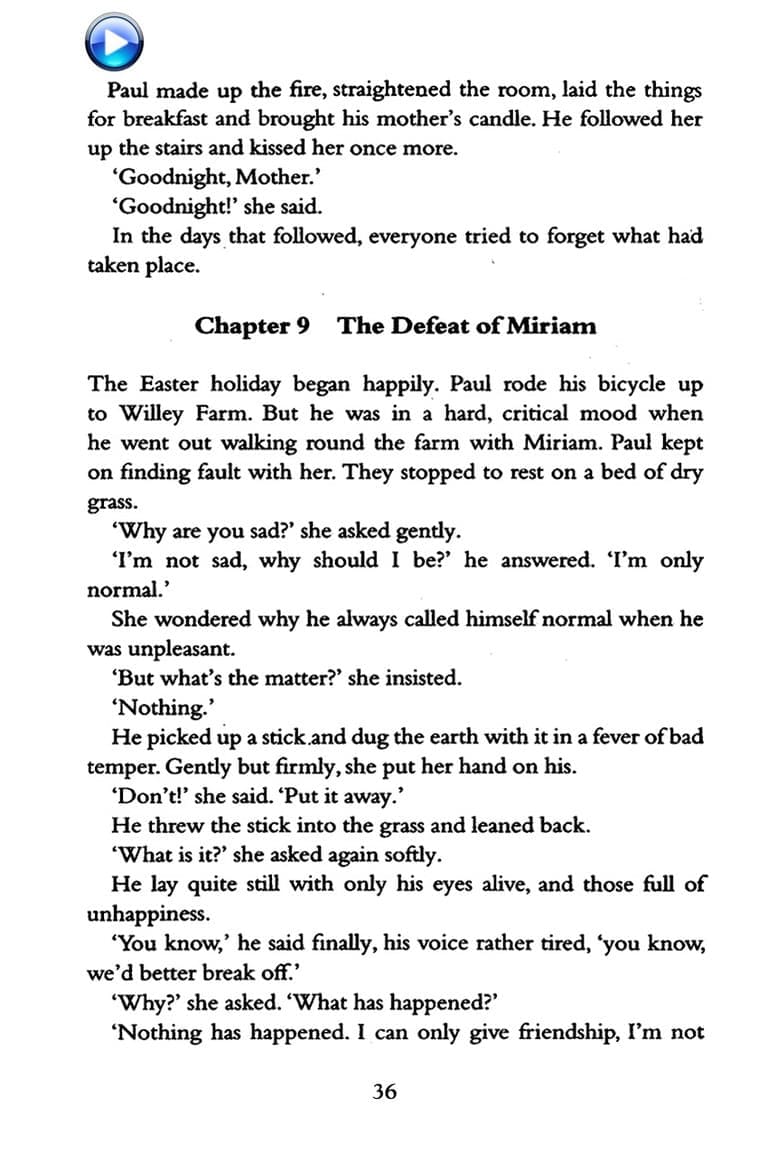 Paul made up the fire, straightened the room, laid the things
for breakfast and brought his mother's candle. He followed her
up the stairs and kissed her once more.
'Goodnight, Mother.'
'Goodnight!' she said.
In the days that followed, everyone tried to forget what had
taken place.
Chapter 9 The Defeat of Miriam
The Easter holiday began happily. Paul rode his bicycle up
to Willey Farm. But he was in a hard, critical mood when
he went out walking round the farm with Miriam. Paul kept
on finding fault with her. They stopped to rest on a bed of dry
grass.
'Why are you sad?' she asked gently.
'I'm not sad, why should I be?' he answered. 'I'm only
normal.'
She wondered why he always called himself normal when he
was unpleasant.
'But what's the matter?' she insisted.
'Nothing.'
He picked up a stick and dug the earth with it in a fever of bad
temper. Gently but firmly, she put her hand on his.
'Don't!' she said. 'Put it away.'
He threw the stick into the grass and leaned back.
'What is it?' she asked again softly.
He lay quite still with only his eyes alive, and those full of
unhappiness.
'You know,' he said finally, his voice rather tired, 'you know,
we'd better break off.'
'Why?' she asked. 'What has happened?'
'Nothing has happened. I can only give friendship, I'm not
36